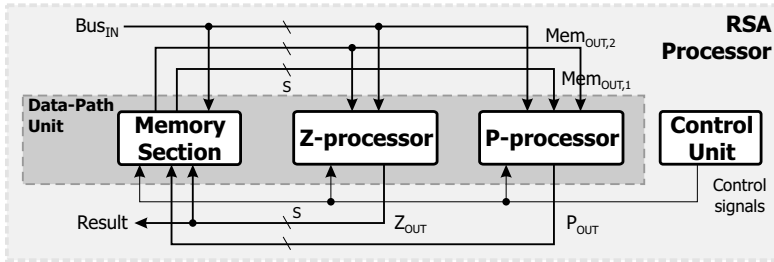 Bus_IN
RSA
Processor
Mem_OUT,2
S
Mem_OUT,1
Data-Path
Unit
Memory
Section
Z-processor
P-processor
Control
Unit
Control
signals
S
Result
Z_OUT
P_OUT